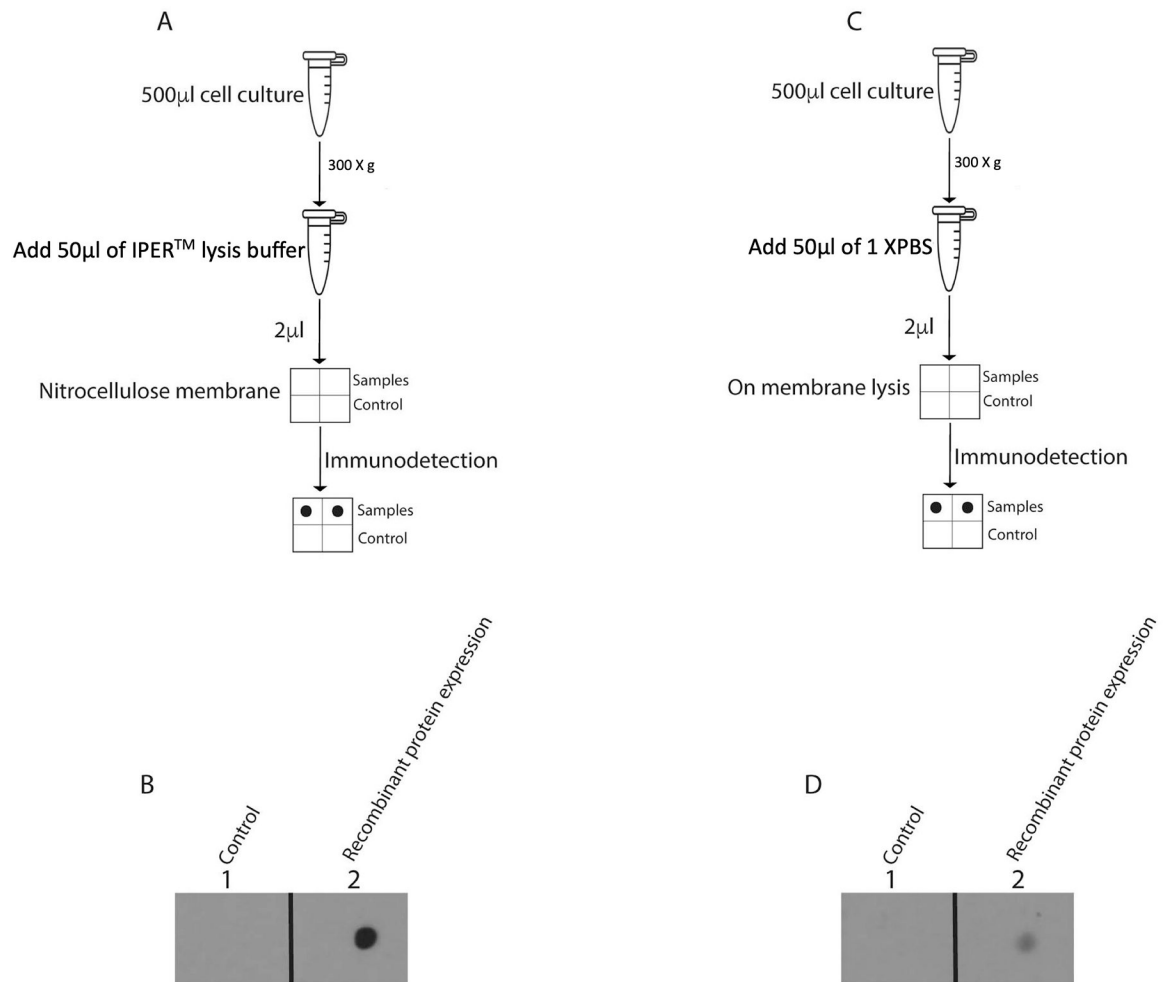 A
500µl cell culture
300 X g
Add 50µl of IPER™ lysis buffer
2µl
Nitrocellulose membrane
Samples
Control
Immunodetection
Samples
Control
C
500µl cell culture
300 X g
Add 50µl of 1 XPBS
2µl
On membrane lysis
Samples
Control
Immunodetection
Samples
Control
B
Control
Recombinant protein expression
1
2
D
Control
Recombinant protein expression
1
2